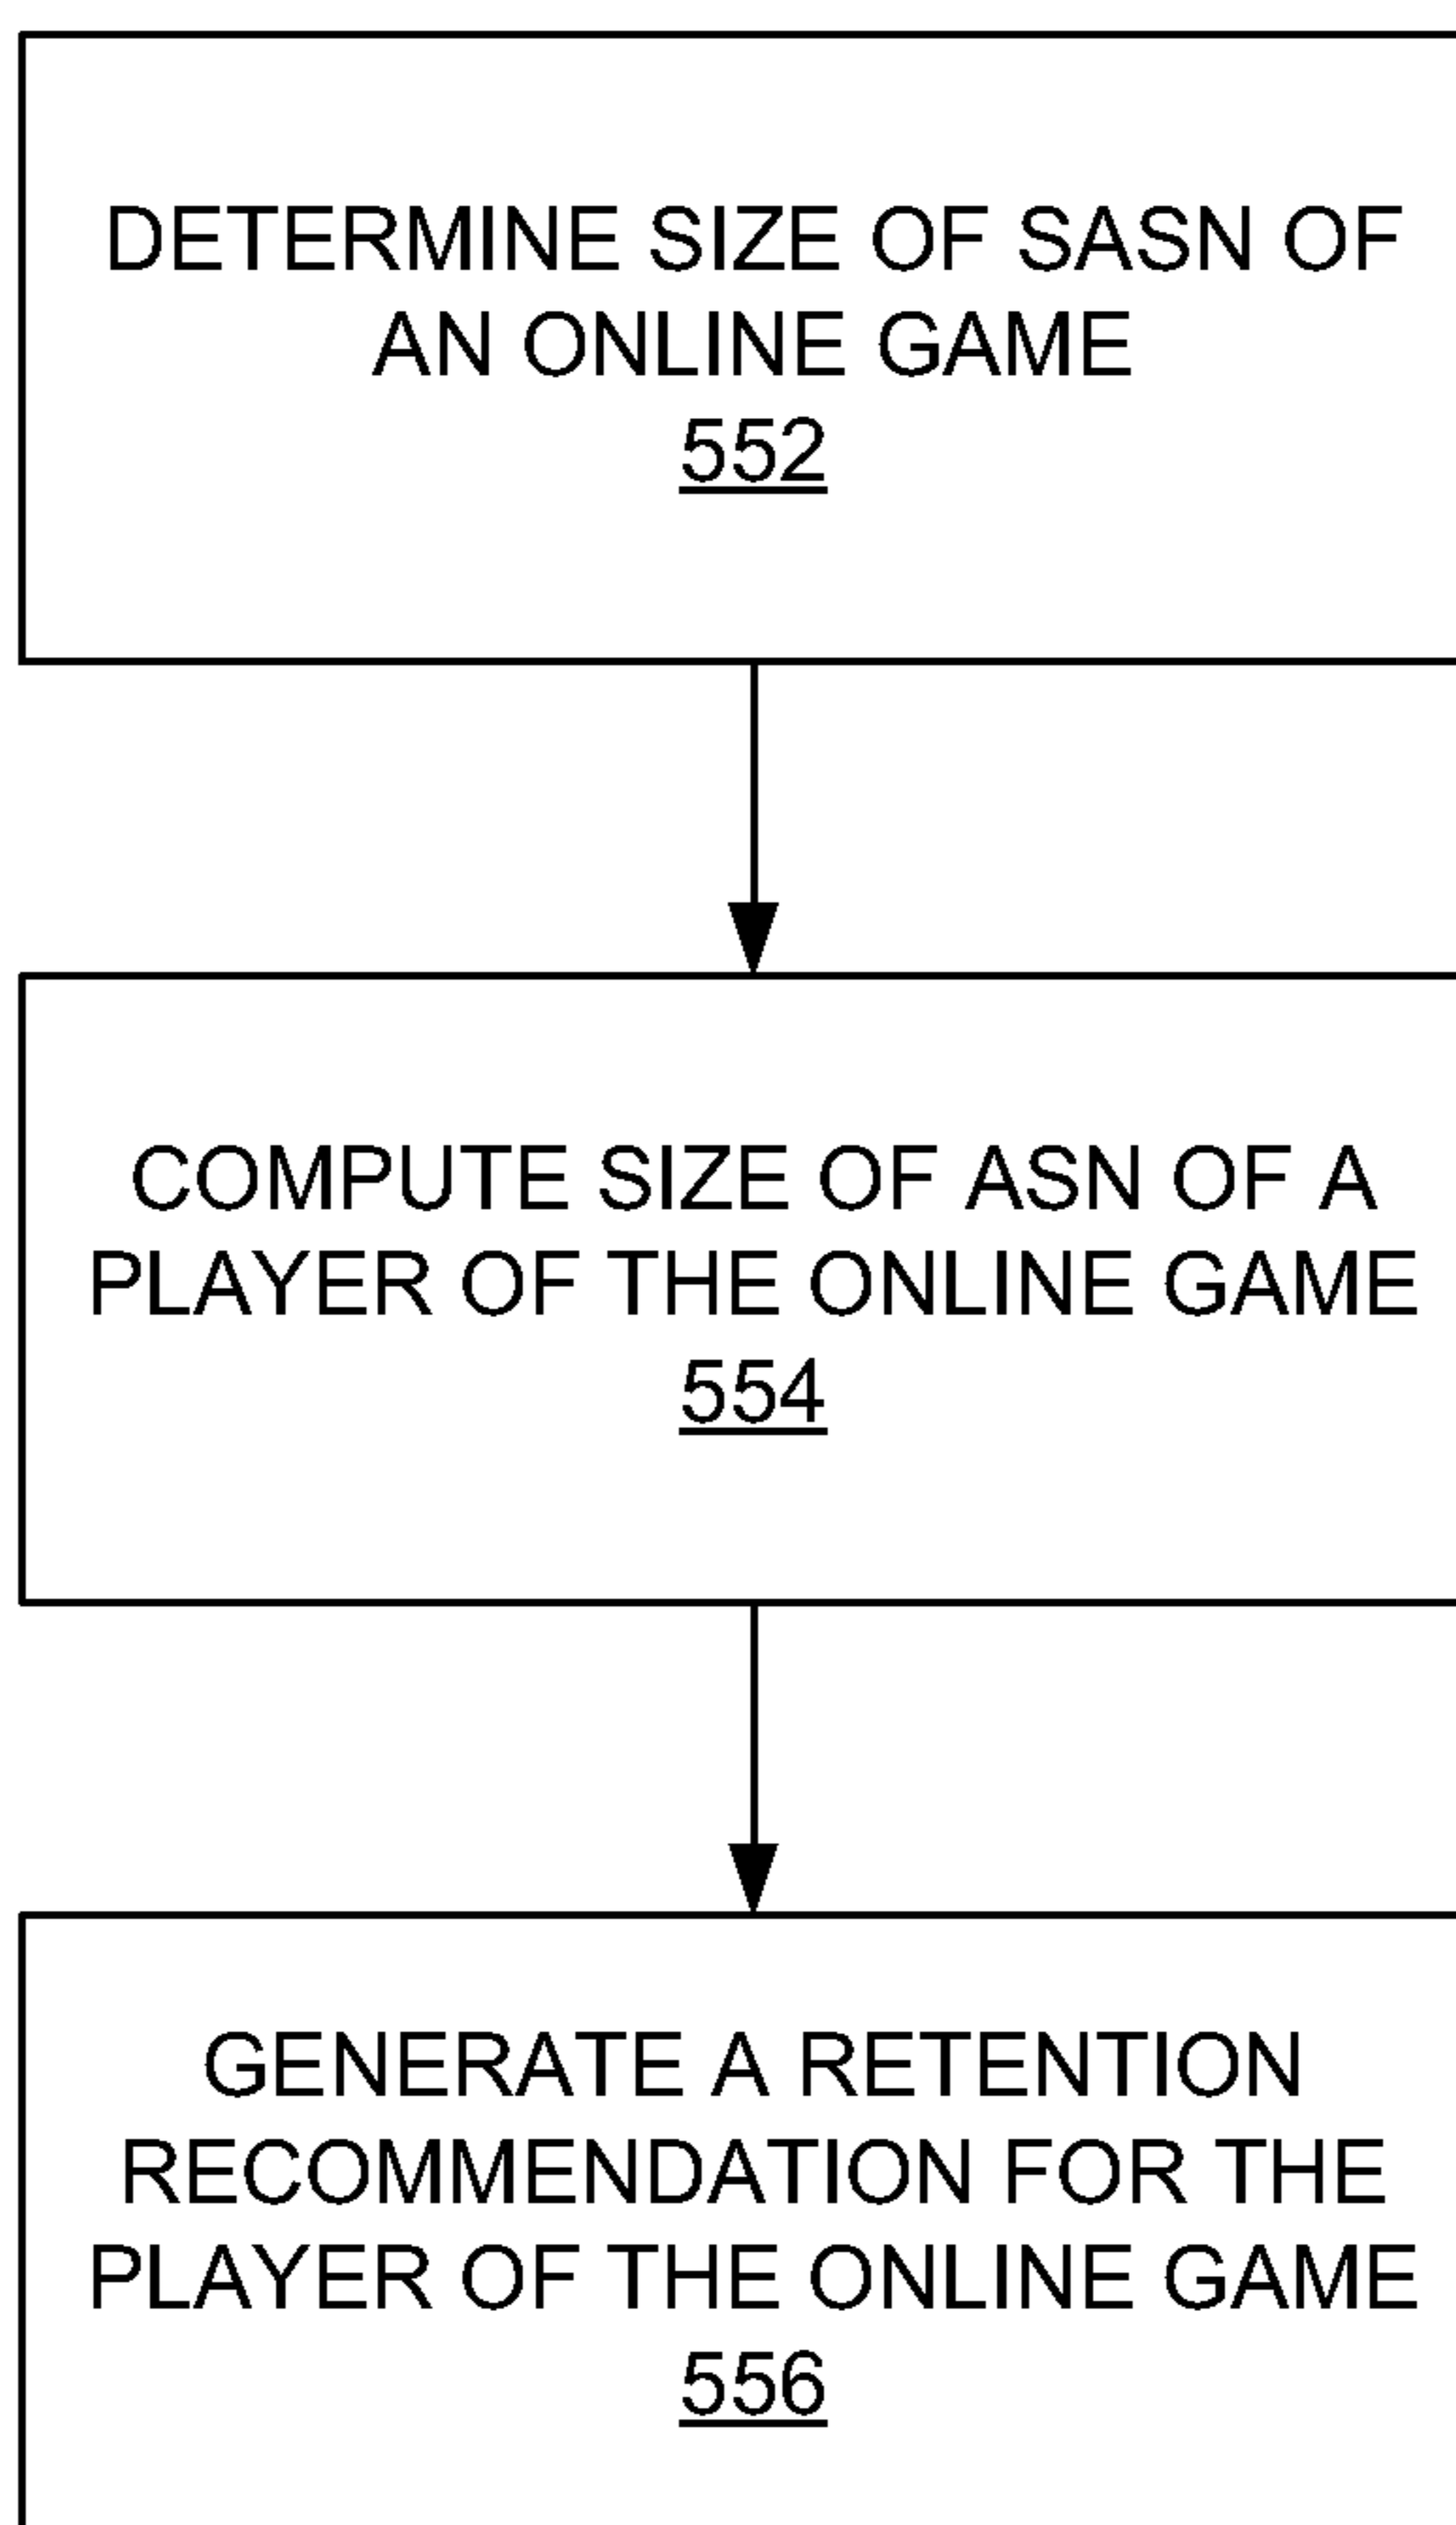 DETERMINE SIZE OF SASN OF
AN ONLINE GAME
552
COMPUTE SIZE OF ASN OF A
PLAYER OF THE ONLINE GAME
554
GENERATE A RETENTION
RECOMMENDATION FOR THE
PLAYER OF THE ONLINE GAME
556